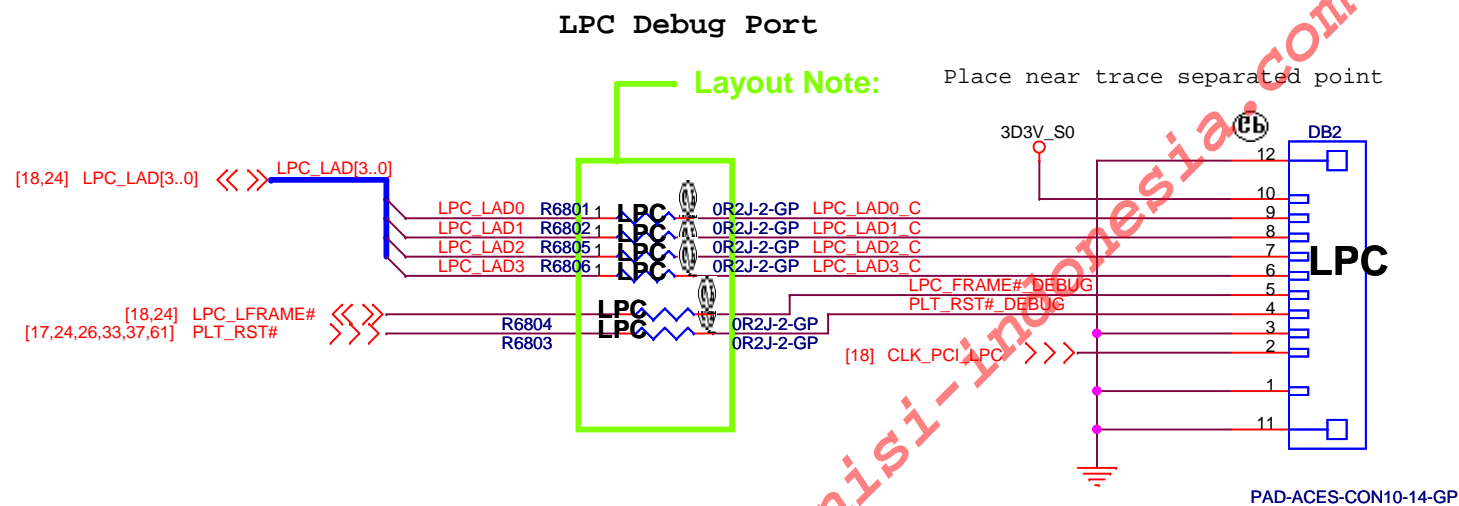 LPC Debug Port
Layout Note: Place near trace separated point
3D3V_S0 DB2
12
[18,24] LPC_LAD[3..0] LPC_LAD[3..0]
10
LPC_LAD0 R6801 1 LPC 0R2J-2-GP LPC_LAD0_C 9
LPC_LAD1 R6802 1 LPC 0R2J-2-GP LPC_LAD1_C 8
LPC_LAD2 R6805 1 LPC 0R2J-2-GP LPC_LAD2_C 7
LPC
LPC_LAD3 R6806 1 LPC 0R2J-2-GP LPC_LAD3_C 6
LPC_FRAME#_DEBUG 5
[18,24] LPC_LFRAME# LPC PLT_RST#_DEBUG 4
R6804 0R2J-2-GP
[17,24,26,33,37,61] PLT_RST# LPC 3
R6803 0R2J-2-GP
[18] CLK_PCI_LPC 2
1
11
PAD-ACES-CON10-14-GP
nisi-indonesia.com